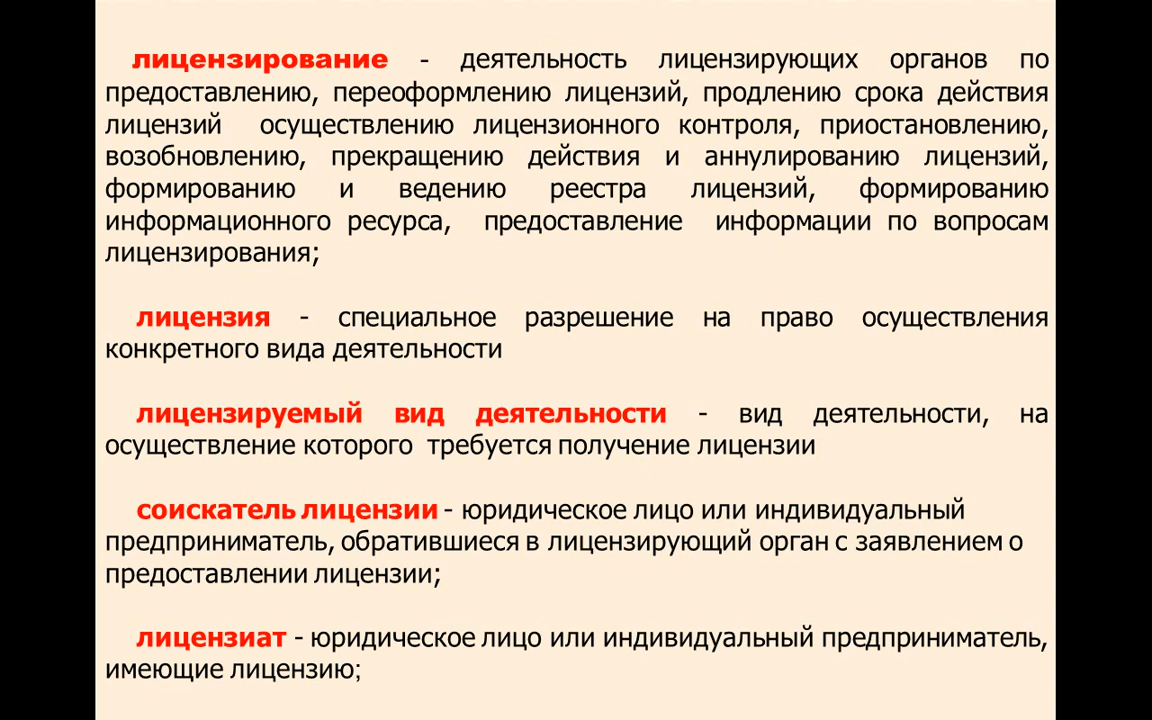 лицензирование - деятельность лицензирующих органов по
предоставлению, переоформлению лицензий, продлению срока действия
лицензий осуществлению лицензионного контроля, приостановлению,
возобновлению, прекращению действия и аннулированию лицензий,
формированию и ведению реестра лицензий, формированию
информационного ресурса, предоставление информации по вопросам
лицензирования;
лицензия - специальное разрешение на право осуществления
конкретного вида деятельности
лицензируемый вид деятельности - вид деятельности, на
осуществление которого требуется получение лицензии
соискатель лицензии - юридическое лицо или индивидуальный
предприниматель, обратившиеся в лицензирующий орган с заявлением о
предоставлении лицензии;
лицензиат - юридическое лицо или индивидуальный предприниматель,
имеющие лицензию;